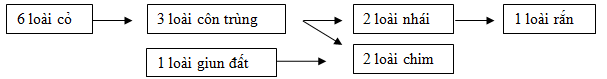 6 loài cỏ
3 loài côn trùng
2 loài nhái
1 loài rắn
1 loài giun đất
2 loài chim